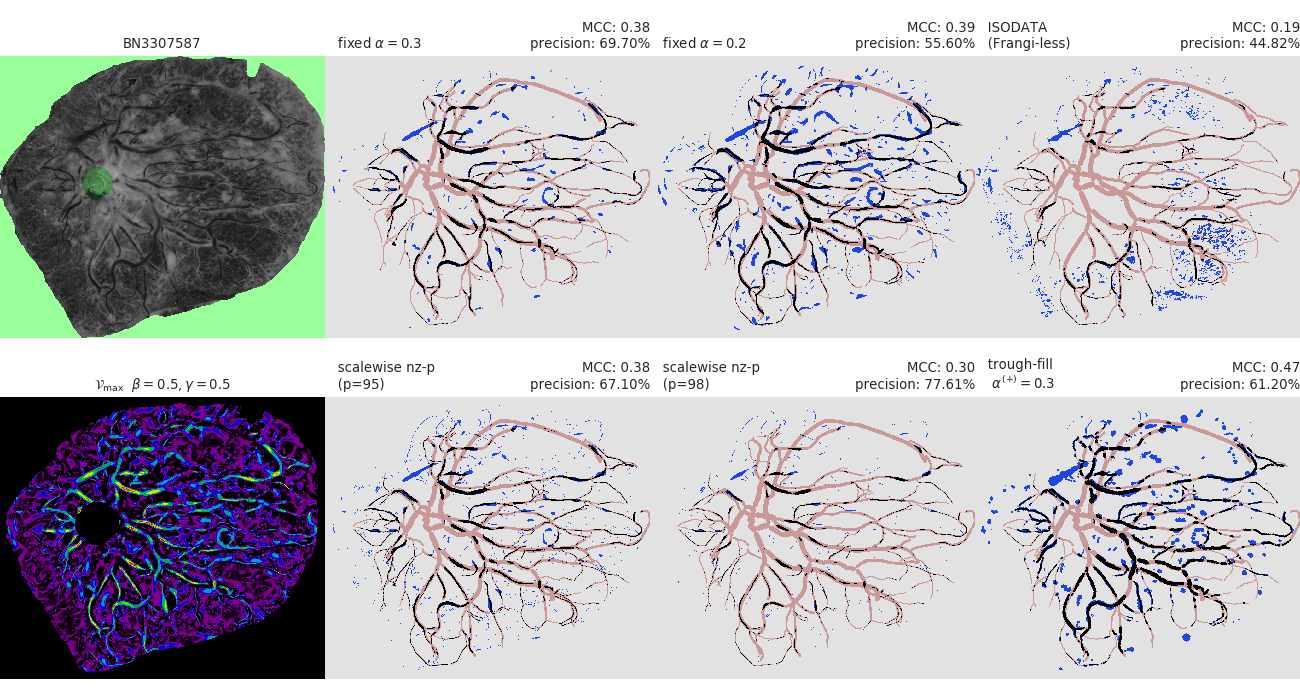 BN3307587
fixed α = 0.3
MCC: 0.38
precision: 69.70%
fixed α = 0.2
MCC: 0.39
precision: 55.60%
ISODATA
(Frangi-less)
MCC: 0.19
precision: 44.82%
𝒱max β = 0.5, γ = 0.5
scalewise nz-p
(p=95)
MCC: 0.38
precision: 67.10%
scalewise nz-p
(p=98)
MCC: 0.30
precision: 77.61%
trough-fill
α(+) = 0.3
MCC: 0.47
precision: 61.20%